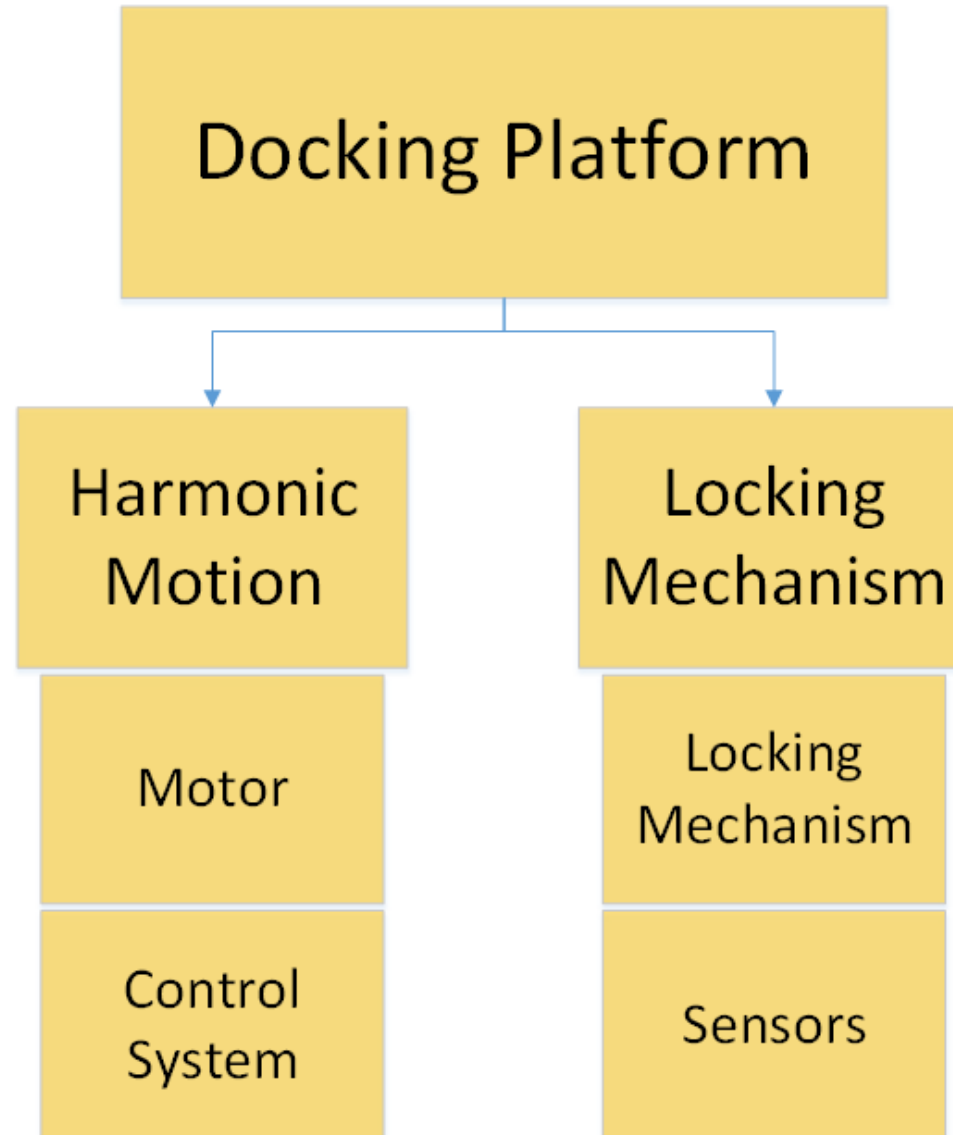 Docking Platform
Harmonic
Motion
Locking
Mechanism
Motor
Locking
Mechanism
Control
System
Sensors